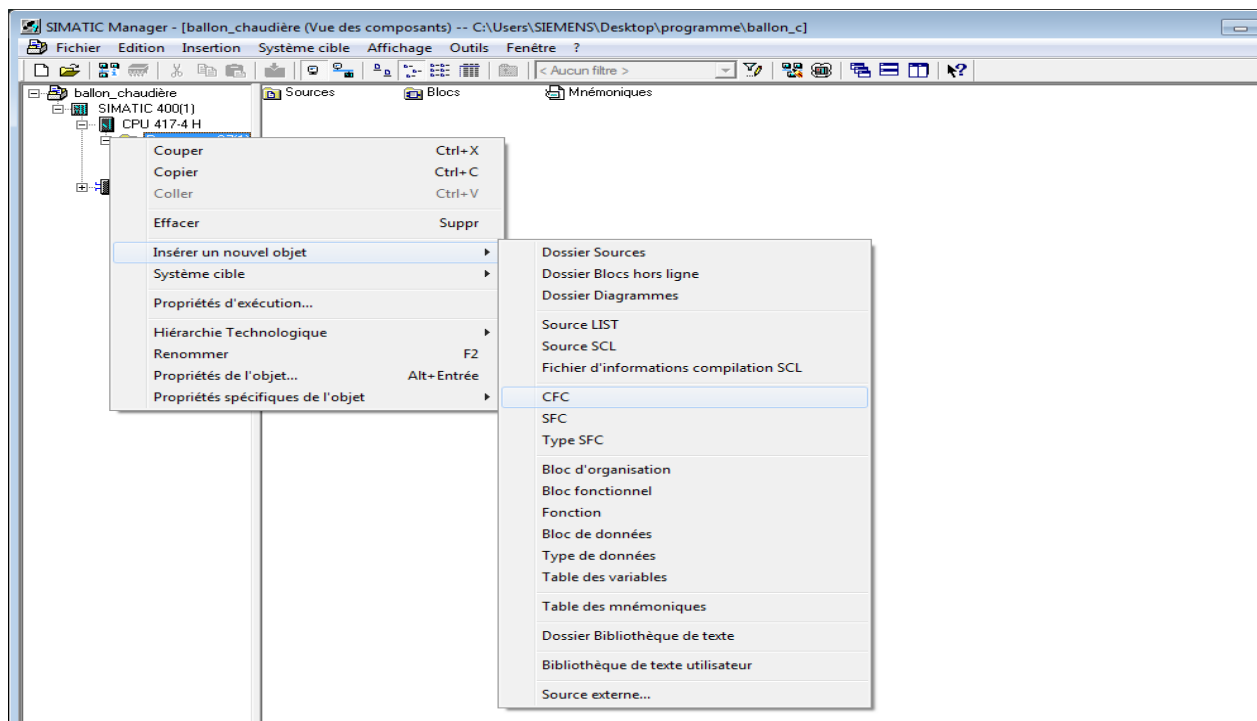 SIMATIC Manager - [ballon_chaudière (Vue des composants) -- C:\Users\SIEMENS\Desktop\programme\ballon_c]
Fichier Edition Insertion Système cible Affichage Outils Fenêtre ?
< Aucun filtre >
ballon_chaudière
SIMATIC 400(1)
CPU 417-4 H
Sources Blocs Mnémoniques
Couper Ctrl+X
Copier Ctrl+C
Coller Ctrl+V
Effacer Suppr
Insérer un nouvel objet
Système cible
Propriétés d'exécution...
Hiérarchie Technologique
Renommer F2
Propriétés de l'objet... Alt+Entrée
Propriétés spécifiques de l'objet
Dossier Sources
Dossier Blocs hors ligne
Dossier Diagrammes
Source LIST
Source SCL
Fichier d'informations compilation SCL
CFC
SFC
Type SFC
Bloc d'organisation
Bloc fonctionnel
Fonction
Bloc de données
Type de données
Table des variables
Table des mnémoniques
Dossier Bibliothèque de texte
Bibliothèque de texte utilisateur
Source externe...